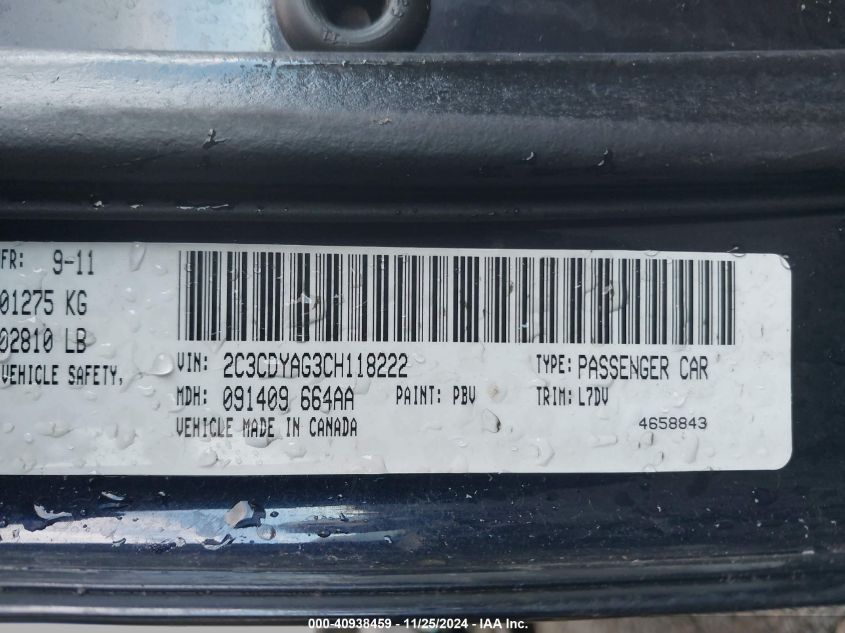 FR: 9-11
01275 KG
02810 LB
VEHICLE SAFETY,
VIN: 2C3CDYAG3CH118222
TYPE: PASSENGER CAR
MDH: 091409 664AA
PAINT: PBV
TRIM: L7DV
VEHICLE MADE IN CANADA
4658843
000-40938459 - 11/25/2024 - IAA Inc.